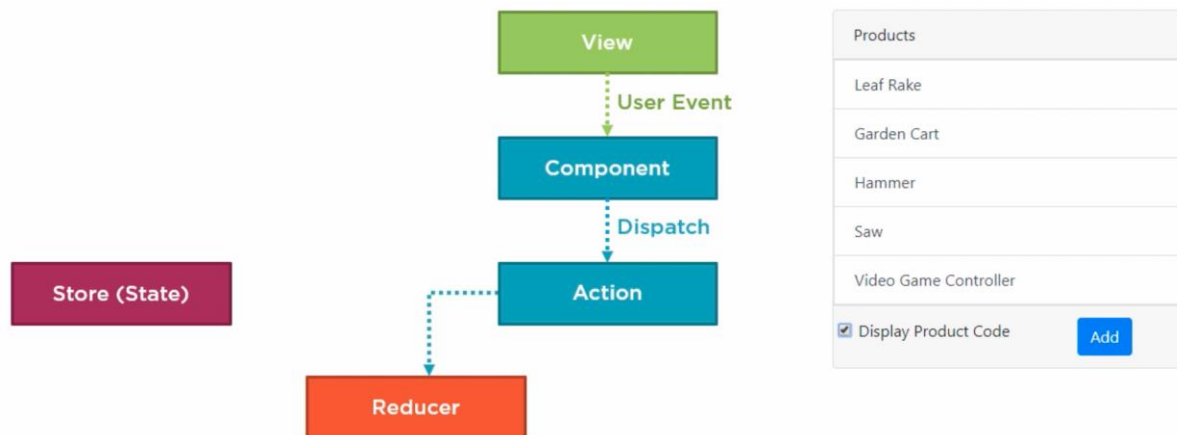 View
User Event
Component
Dispatch
Store (State)
Action
Reducer
Products
Leaf Rake
Garden Cart
Hammer
Saw
Video Game Controller
Display Product Code
Add